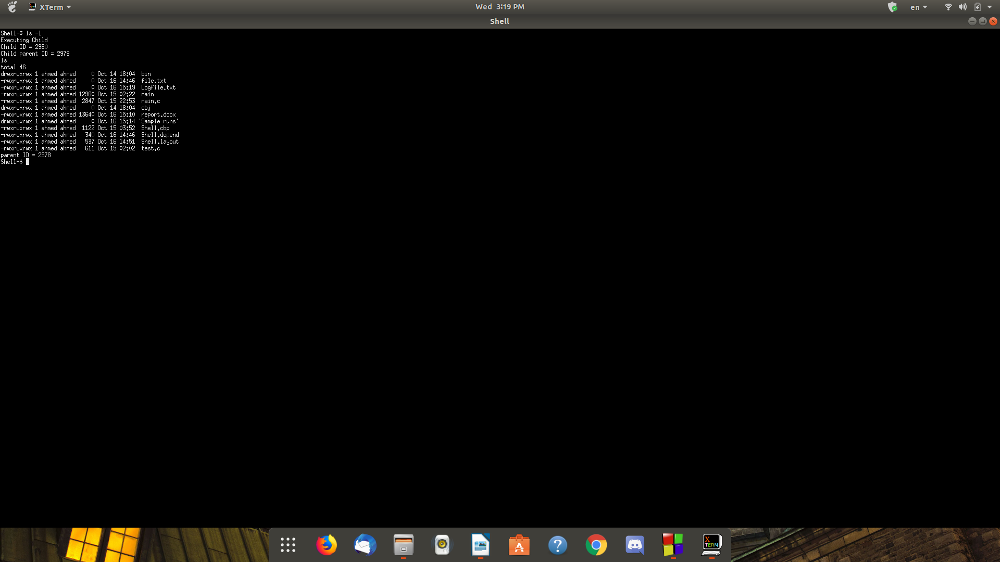 XTerm
Wed 3:19 PM
en
Shell
Shell~$ ls -l
Executing Child
Child ID = 2980
Child parent ID = 2979
ls
total 46
drwxrwxrwx 1 ahmed ahmed     0 Oct 14 18:04  bin
-rwxrwxrwx 1 ahmed ahmed     0 Oct 16 14:46  file.txt
-rwxrwxrwx 1 ahmed ahmed     0 Oct 16 15:19  Logfile.txt
-rwxrwxrwx 1 ahmed ahmed 12960 Oct 15 02:22  main
-rwxrwxrwx 1 ahmed ahmed  2847 Oct 15 22:53  main.c
drwxrwxrwx 1 ahmed ahmed     0 Oct 14 18:04  obj
-rwxrwxrwx 1 ahmed ahmed 13640 Oct 16 15:10  report.docx
drwxrwxrwx 1 ahmed ahmed     0 Oct 16 15:14 'Sample runs'
-rwxrwxrwx 1 ahmed ahmed  1122 Oct 15 03:52  Shell.cbp
-rwxrwxrwx 1 ahmed ahmed   340 Oct 16 14:46  Shell.depend
-rwxrwxrwx 1 ahmed ahmed   537 Oct 16 14:51  Shell.layout
-rwxrwxrwx 1 ahmed ahmed   611 Oct 15 02:02  test.c
parent ID = 2978
Shell~$
A
?
X
TERM